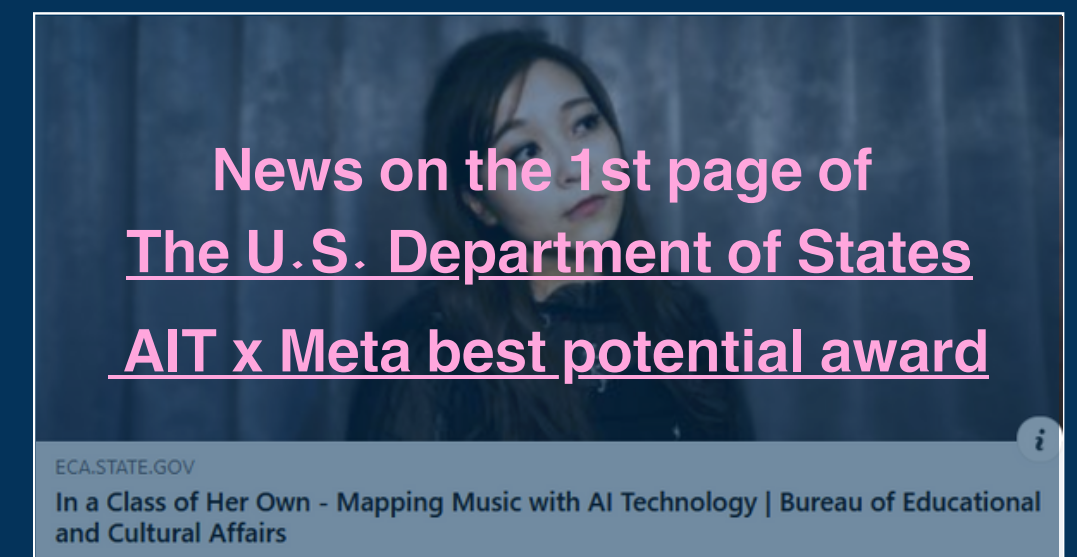 News on the 1st page of
The U.S. Department of States
AIT x Meta best potential award
i
ECA.STATE.GOV
In a Class of Her Own - Mapping Music with AI Technology | Bureau of Educational
and Cultural Affairs